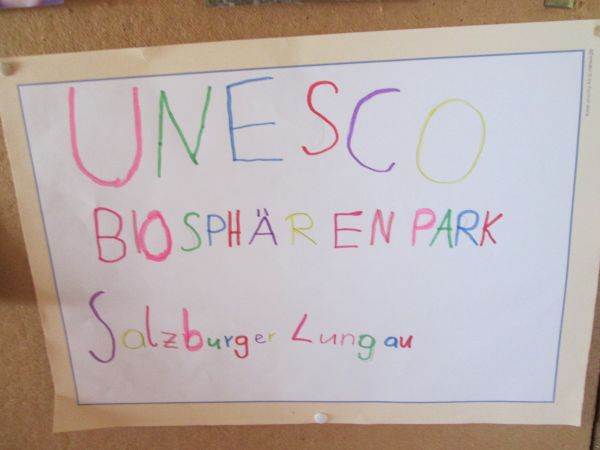 UNESCO
BIOSPHÄREN PARK
Salzburger Lungau